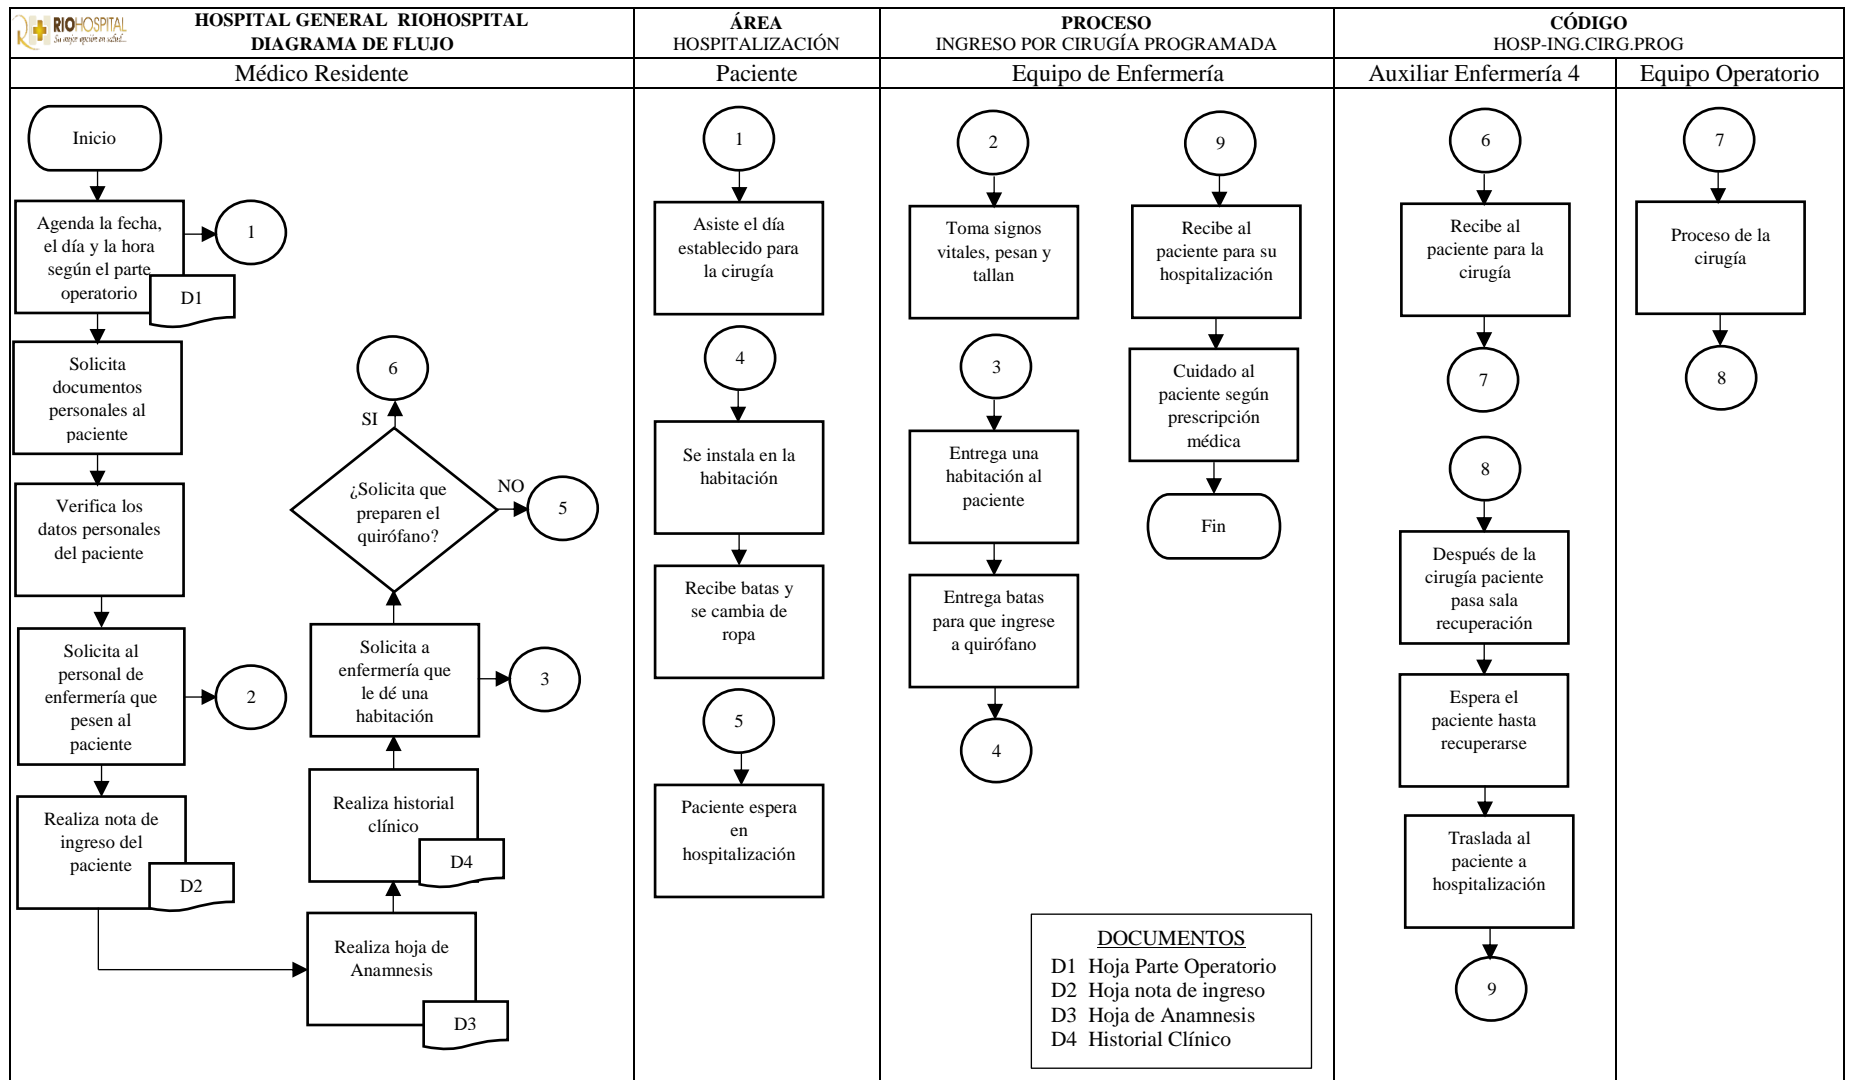 RIOHOSPITAL
Su mejor opción en salud...
HOSPITAL GENERAL RIOHOSPITAL
DIAGRAMA DE FLUJO
ÁREA
HOSPITALIZACIÓN
PROCESO
INGRESO POR CIRUGÍA PROGRAMADA
CÓDIGO
HOSP-ING.CIRG.PROG
Médico Residente
Paciente
Equipo de Enfermería
Auxiliar Enfermería 4
Equipo Operatorio
Inicio
Agenda la fecha,
el día y la hora
según el parte
operatorio
D1
1
Solicita
documentos
personales al
paciente
Verifica los
datos personales
del paciente
Solicita al
personal de
enfermería que
pesen al
paciente
2
Realiza nota de
ingreso del
paciente
D2
Realiza hoja de
Anamnesis
D3
Realiza historial
clínico
D4
Solicita a
enfermería que
le dé una
habitación
3
¿Solicita que
preparen el
quirófano?
SI
6
NO
5
1
Asiste el día
establecido para
la cirugía
4
Se instala en la
habitación
Recibe batas y
se cambia de
ropa
5
Paciente espera
en
hospitalización
2
Toma signos
vitales, pesan y
tallan
3
Entrega una
habitación al
paciente
Entrega batas
para que ingrese
a quirófano
4
9
Recibe al
paciente para su
hospitalización
Cuidado al
paciente según
prescripción
médica
Fin
DOCUMENTOS
D1 Hoja Parte Operatorio
D2 Hoja nota de ingreso
D3 Hoja de Anamnesis
D4 Historial Clínico
6
Recibe al
paciente para la
cirugía
7
8
Después de la
cirugía paciente
pasa sala
recuperación
Espera el
paciente hasta
recuperarse
Traslada al
paciente a
hospitalización
9
7
Proceso de la
cirugía
8